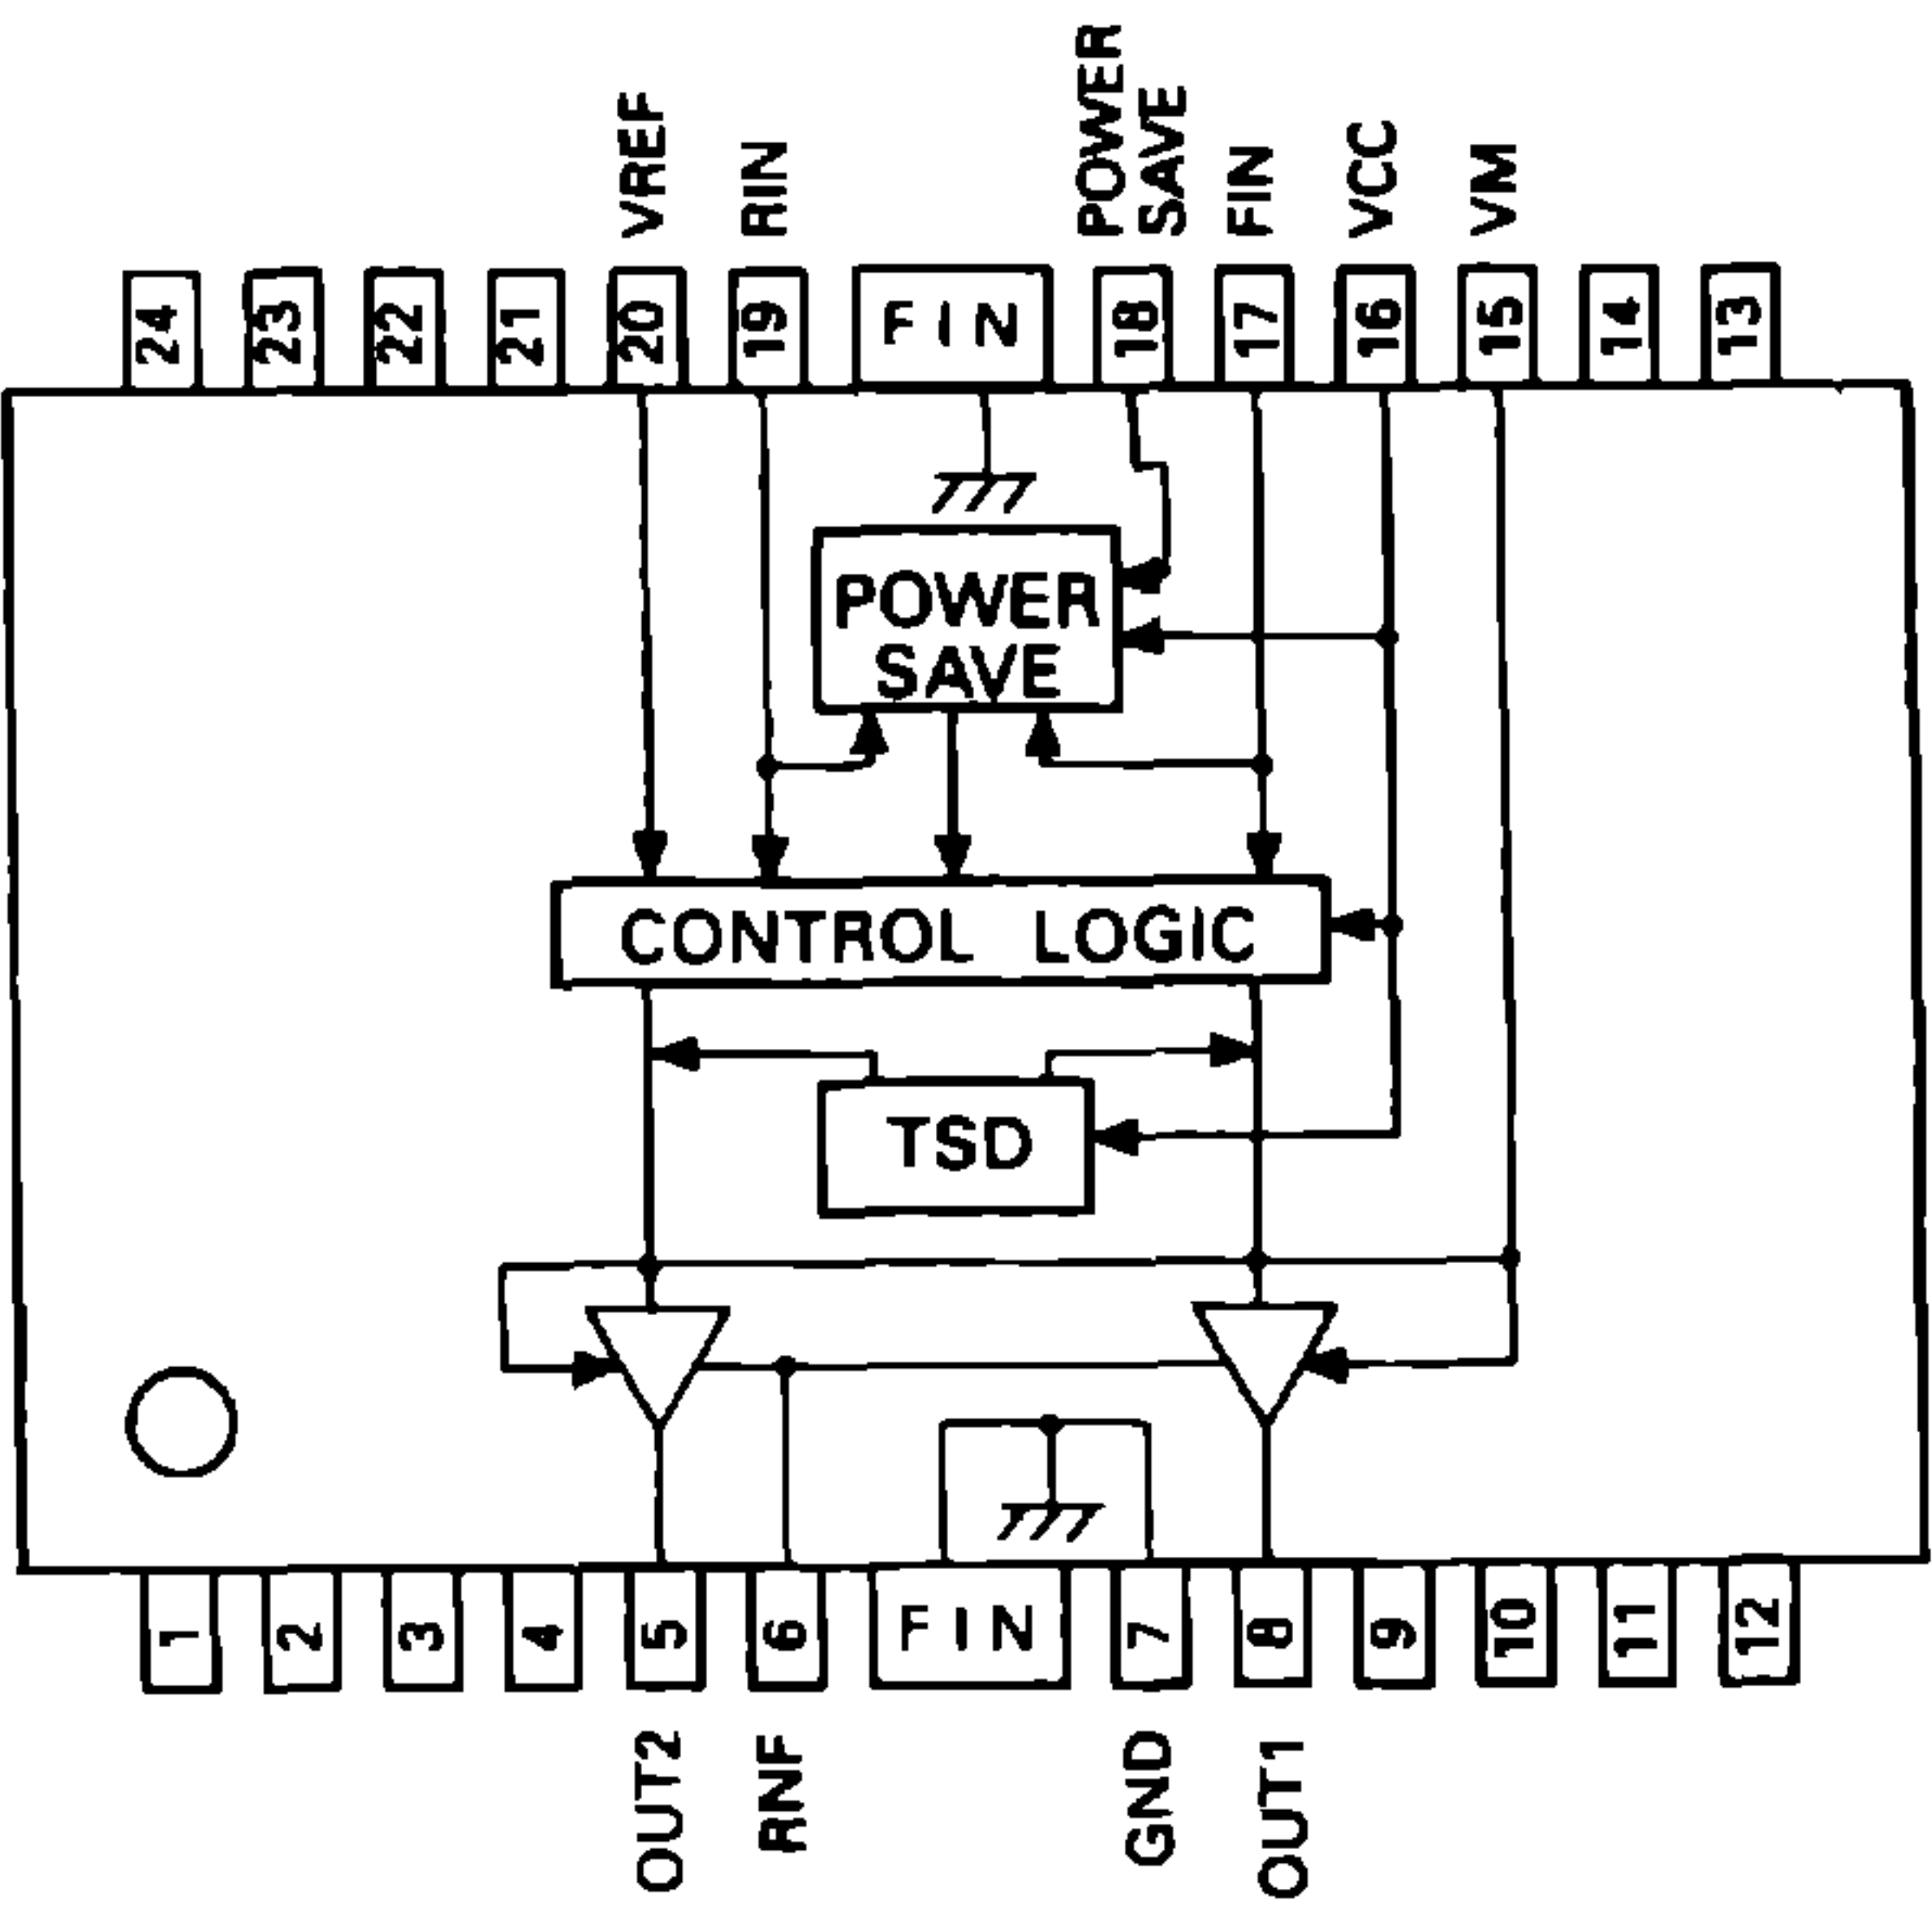 VREF
RIN
POWER
SAVE
FIN
VCC
VM
24
23
22
21
20
19
FIN
18
17
16
15
14
13
POWER
SAVE
CONTROL LOGIC
TSD
1
2
3
4
5
6
FIN
7
8
9
10
11
12
OUT2
RNF
GND
OUT1